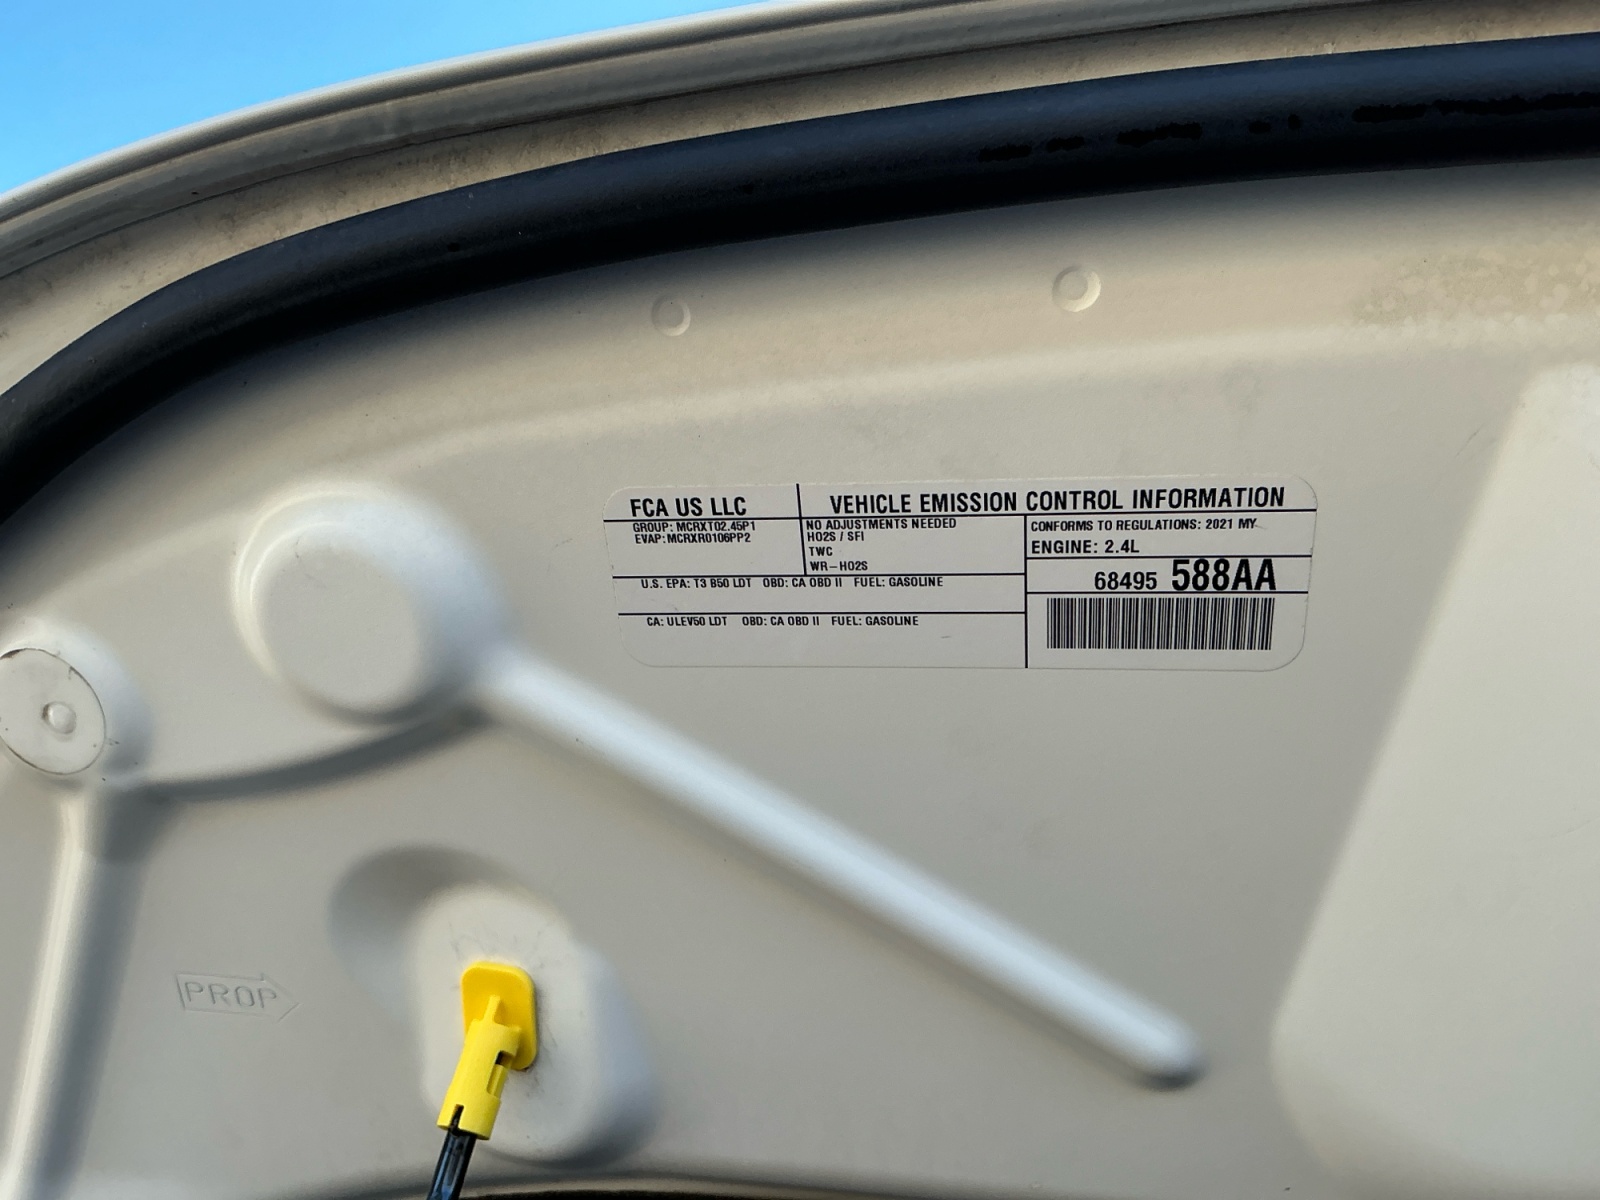 FCA US LLC
VEHICLE EMISSION CONTROL INFORMATION
GROUP: MCRXT02.45P1
EVAP: MCRXR0106PP2
NO ADJUSTMENTS NEEDED
HO2S / SFI
TWC
WR-HO2S
CONFORMS TO REGULATIONS: 2021 MY
ENGINE: 2.4L
68495 588AA
U.S. EPA: T3 B50 LDT OBD: CA OBD II FUEL: GASOLINE
CA: ULEV50 LDT OBD: CA OBD II FUEL: GASOLINE
PROP